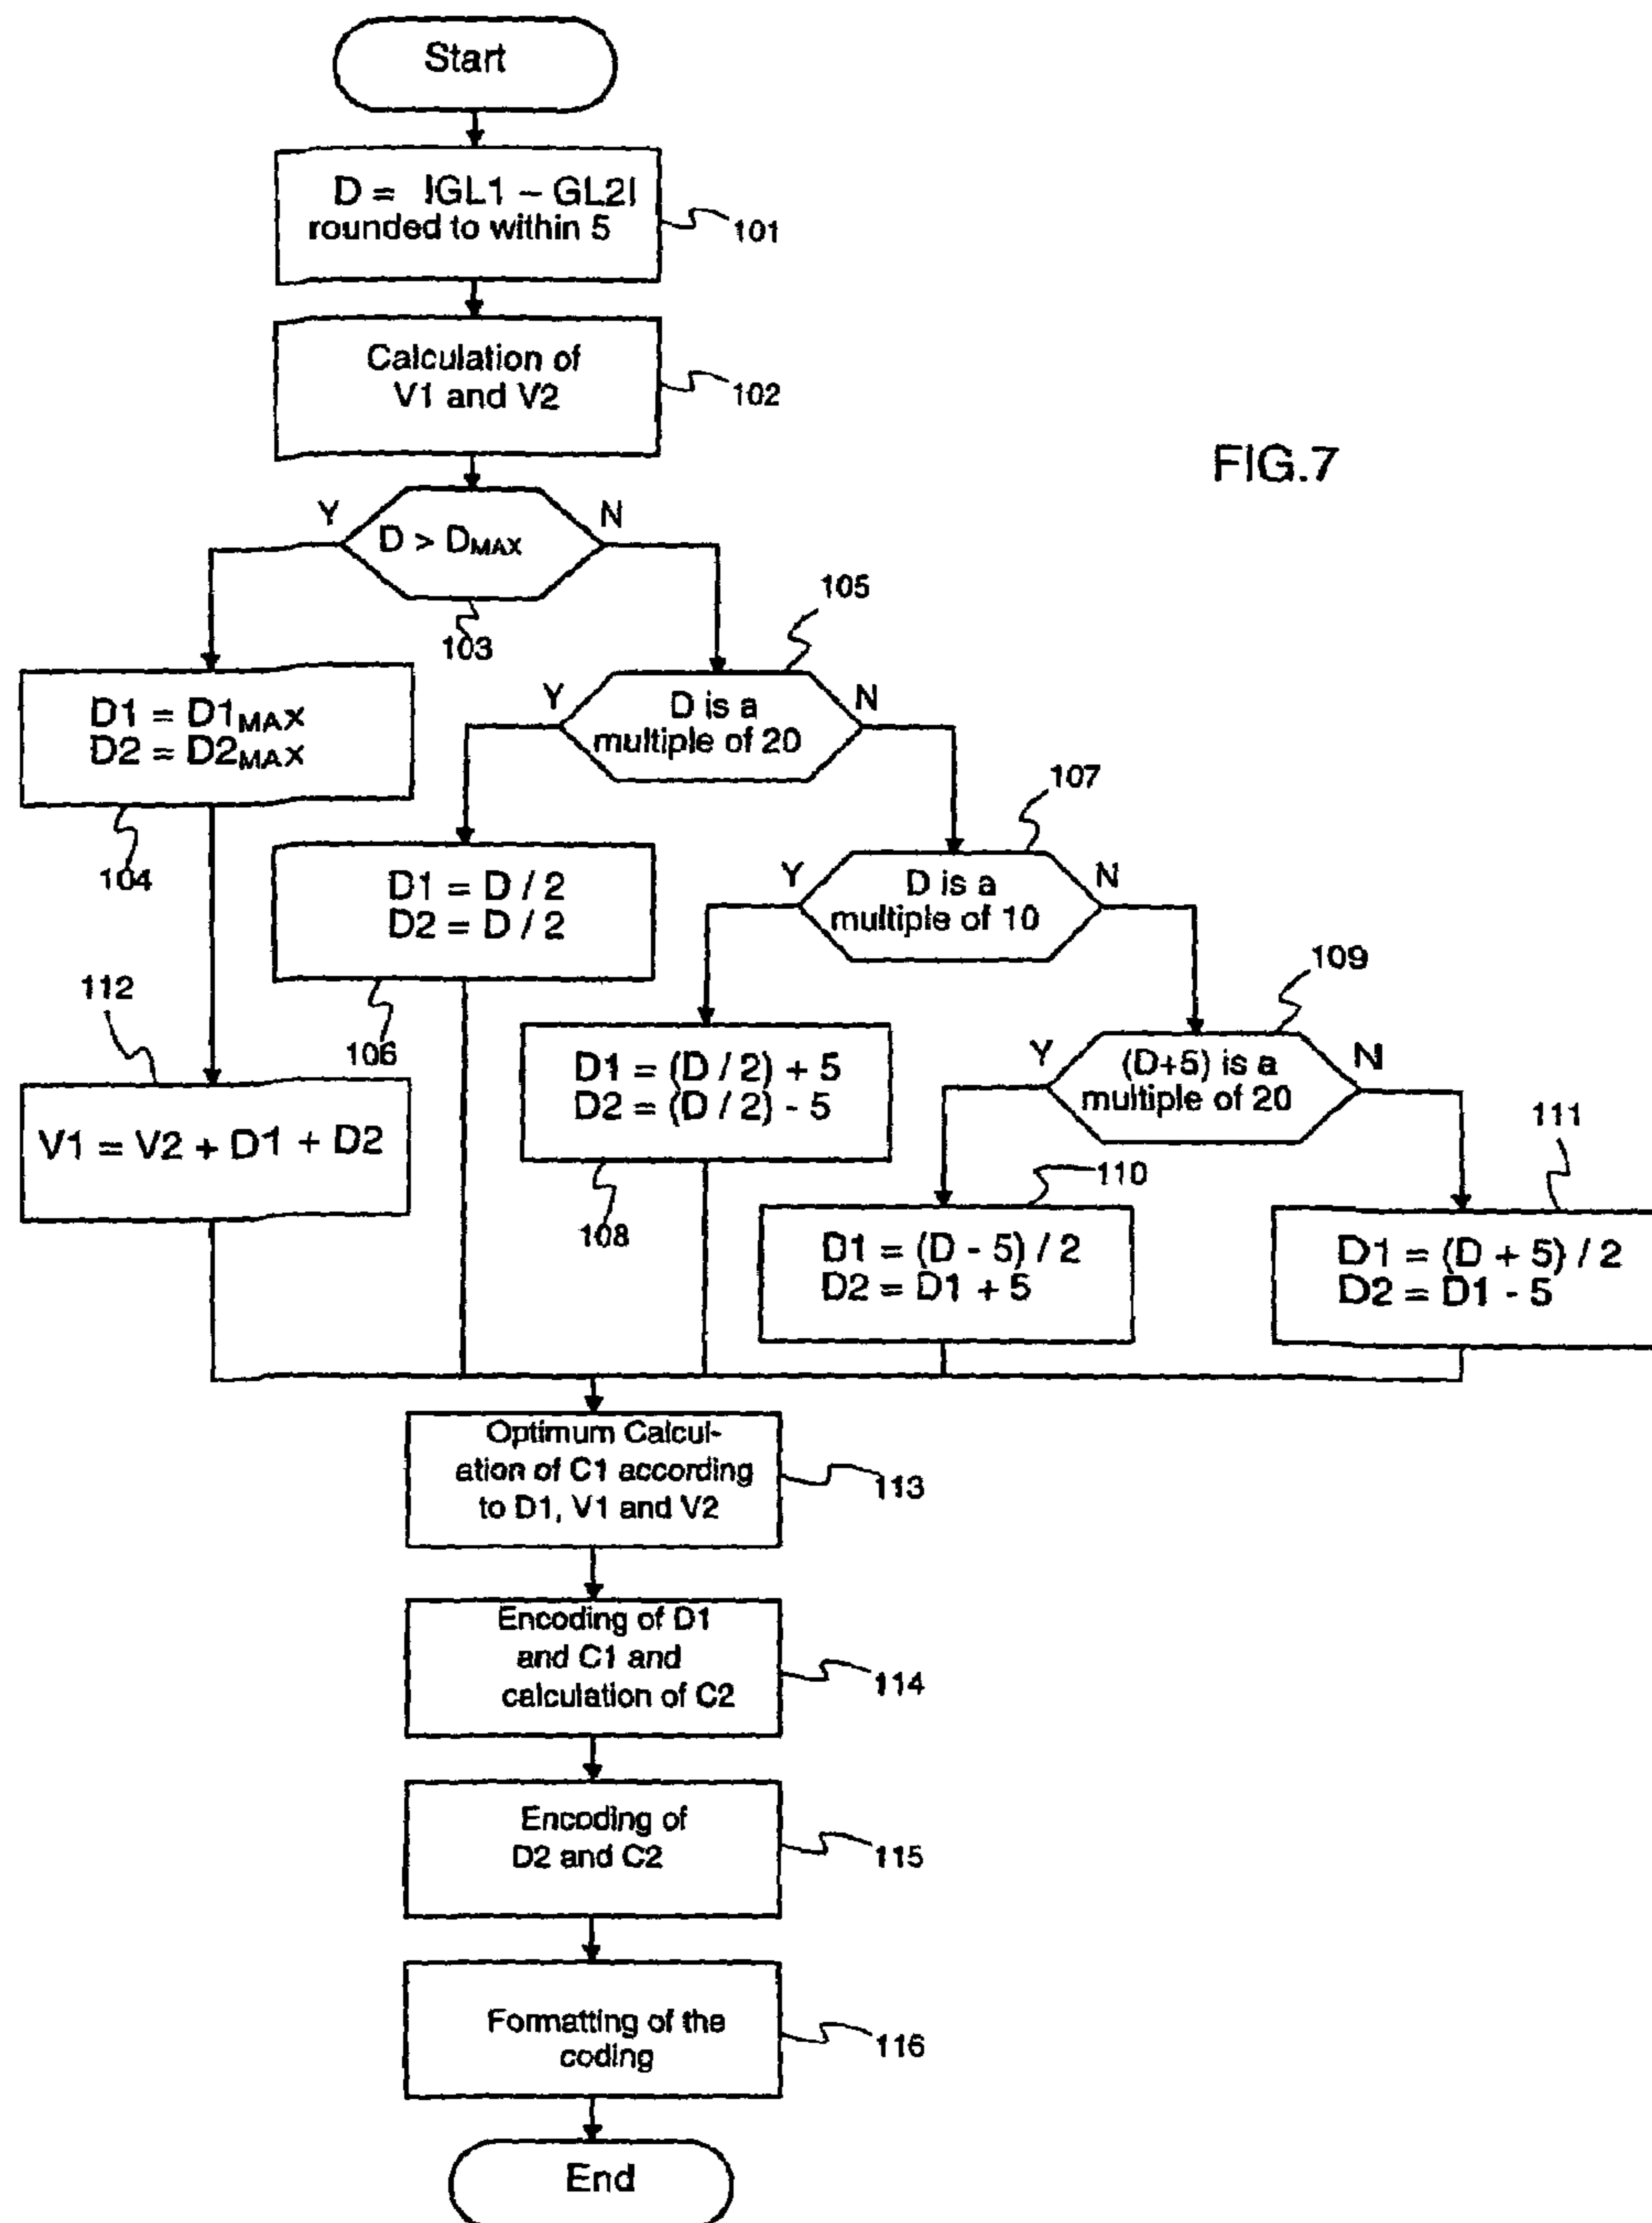 Start
D = |GL1 – GL2|
rounded to within 5
101
Calculation of
V1 and V2
102
FIG.7
Y
D > DMAX
N
103
105
D1 = D1MAX
D2 = D2MAX
104
Y
D is a
multiple of 20
N
107
D1 = D / 2
D2 = D / 2
106
Y
D is a
multiple of 10
N
109
112
V1 = V2 + D1 + D2
D1 = (D / 2) + 5
D2 = (D / 2) - 5
108
Y
(D+5) is a
multiple of 20
N
111
110
D1 = (D - 5) / 2
D2 = D1 + 5
D1 = (D + 5) / 2
D2 = D1 - 5
Optimum Calcul-
ation of C1 according
to D1, V1 and V2
113
Encoding of D1
and C1 and
calculation of C2
114
Encoding of
D2 and C2
115
Formatting of the
coding
116
End